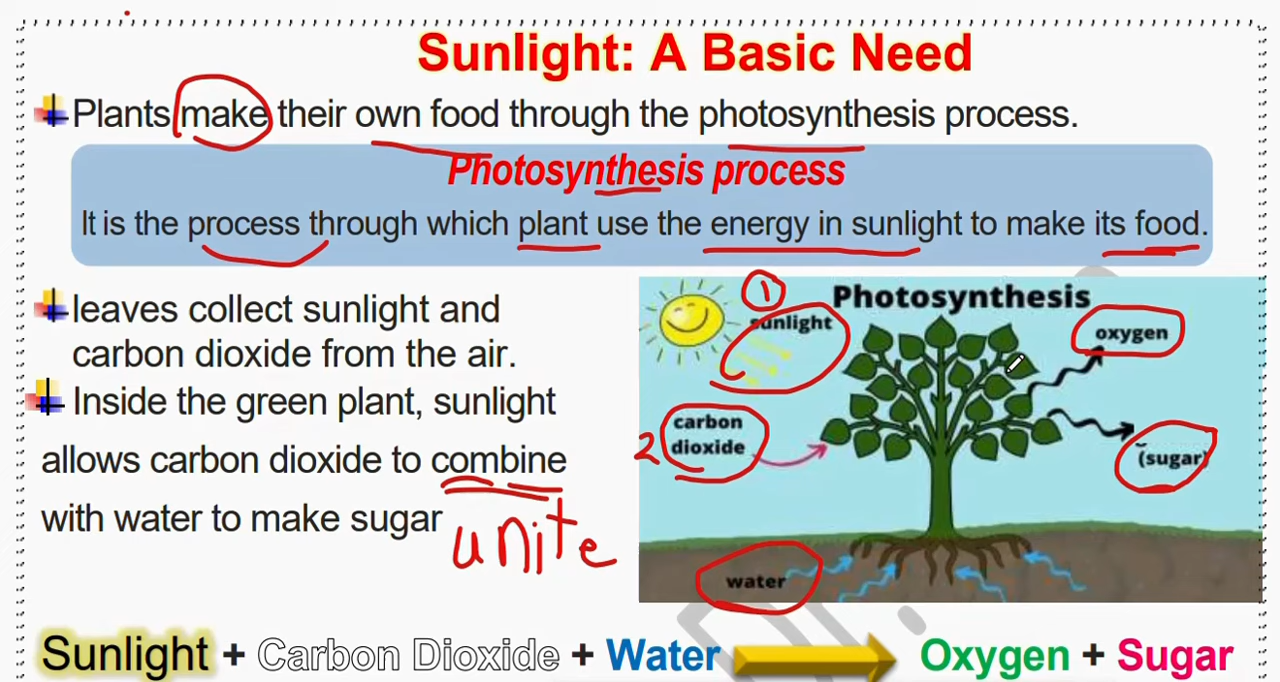 Sunlight: A Basic Need
Plants make their own food through the photosynthesis process.
Photosynthesis process
It is the process through which plant use the energy in sunlight to make its food.
leaves collect sunlight and
carbon dioxide from the air.
Inside the green plant, sunlight
allows carbon dioxide to combine
with water to make sugar
unite
1
Photosynthesis
sunlight
oxygen
2
carbon
dioxide
(sugar)
water
Sunlight + Carbon Dioxide + Water Oxygen + Sugar